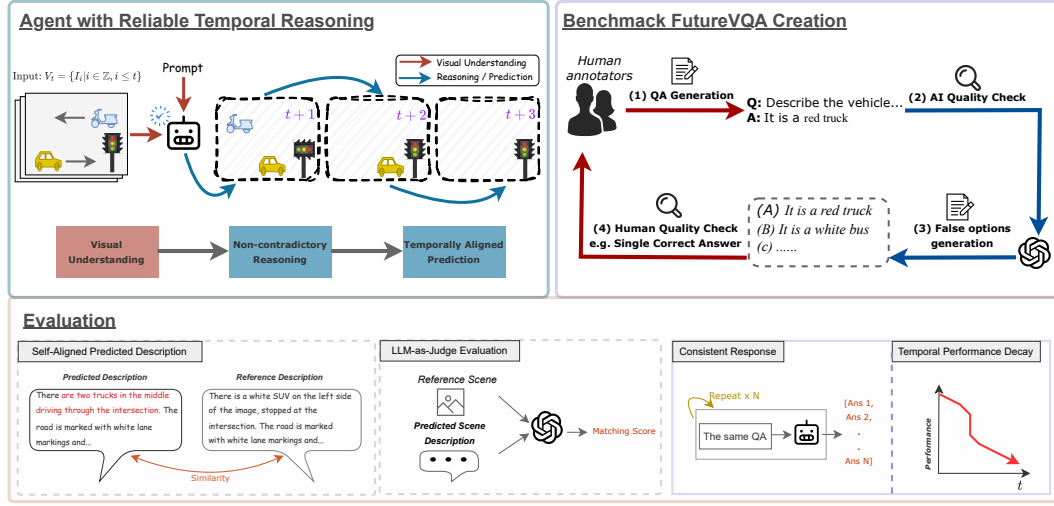 Agent with Reliable Temporal Reasoning
Input: $V_t = \{I_i | i \in \mathbb{Z}, i \leq t\}$
Prompt
Visual Understanding
Reasoning / Prediction
t + 1
t + 2
t + 3
Visual
Understanding
Non-contradictory
Reasoning
Temporally Aligned
Prediction
Benchmack FutureVQA Creation
Human
annotators
(1) QA Generation
Q: Describe the vehicle...
A: It is a red truck
(2) AI Quality Check
(3) False options
generation
(A) It is a red truck
(B) It is a white bus
(c) ......
(4) Human Quality Check
e.g. Single Correct Answer
Evaluation
Self-Aligned Predicted Description
Predicted Description
There are two trucks in the middle
driving through the intersection. The
road is marked with white lane
markings and...
Reference Description
There is a white SUV on the left side
of the image, stopped at the
intersection. The road is marked
with white lane markings and...
Similarity
LLM-as-Judge Evaluation
Reference Scene
Predicted Scene
Description
Matching Score
Consistent Response
Repeat x N
The same QA
[Ans 1,
Ans 2,
.
.
Ans N]
Temporal Performance Decay
Performance
t